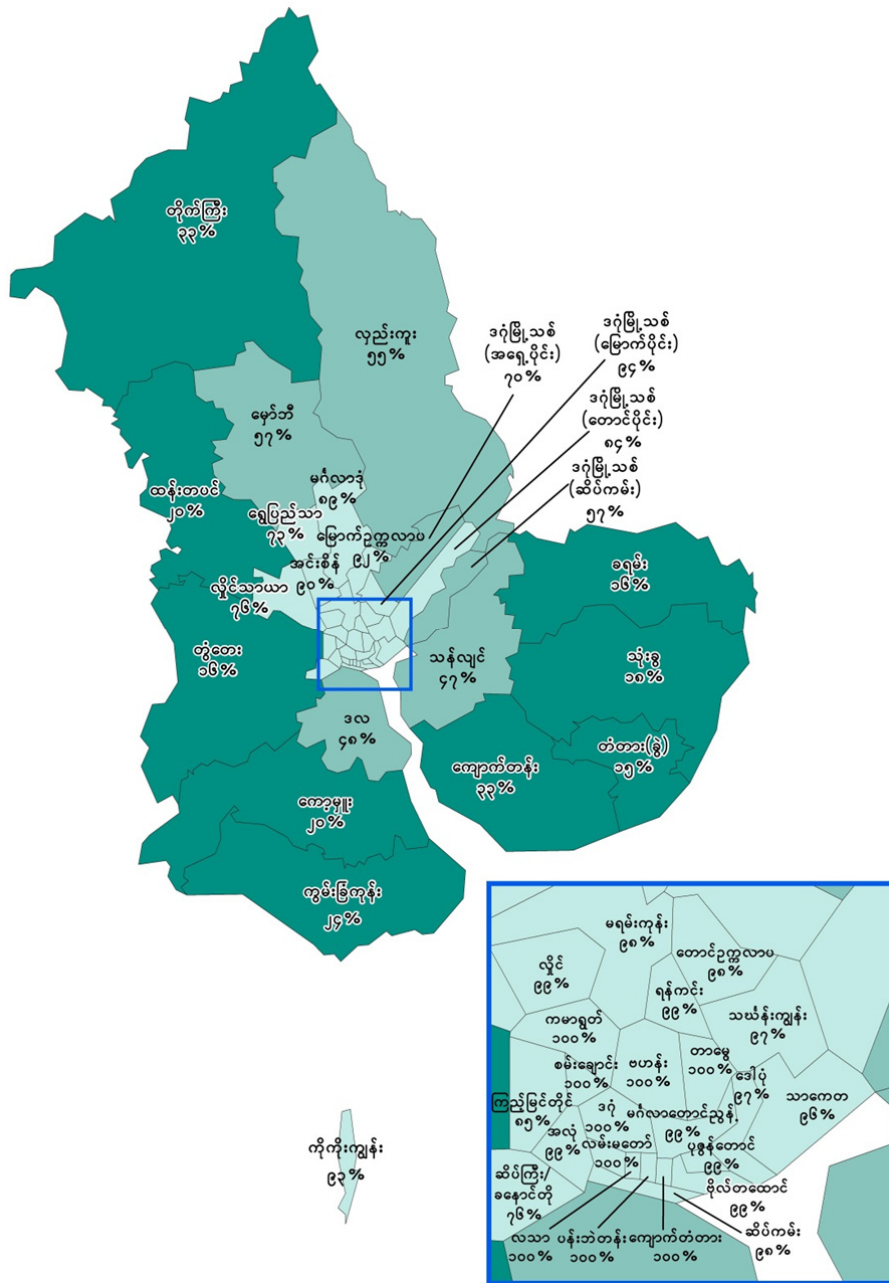 တိုက်ကြီး
၃၃%
လှည်းကူး
၅၅%
ဒဂုံမြို့သစ်
(အရှေ့ပိုင်း)
၇၀%
ဒဂုံမြို့သစ်
(မြောက်ပိုင်း)
၉၄%
ဒဂုံမြို့သစ်
(တောင်ပိုင်း)
၈၄%
ဒဂုံမြို့သစ်
(ဆိပ်ကမ်း)
၅၇%
မှော်ဘီ
၅၇%
မင်္ဂလာဒုံ
၈၉%
ထန်းတပင်
၂၀%
ရွှေပြည်သာ
၇၃%
မြောက်ဥက္ကလာပ
၉၂%
အင်းစိန်
၉၀%
လှိုင်သာယာ
၇၆%
ခရမ်း
၁၆%
တွံတေး
၁၆%
သန်လျင်
၄၇%
သုံးခွ
၁၈%
ဒလ
၄၈%
တံတား(ခွဲ)
၁၅%
ကျောက်တန်း
၃၃%
ကော့မှူး
၂၀%
ကွမ်းခြံကုန်း
၂၄%
ကိုကိုးကျွန်း
၉၃%
မရမ်းကုန်း
၉၈%
တောင်ဥက္ကလာပ
၉၈%
လှိုင်
၉၉%
ရန်ကင်း
၉၉%
သင်္ဃန်းကျွန်း
၉၇%
ကမာရွတ်
၁၀၀%
စမ်းချောင်း
၁၀၀%
ဗဟန်း
၁၀၀%
တာမွေ
၁၀၀%
ဒေါပုံ
၉၇%
သာကေတ
၉၆%
ကြည့်မြင်တိုင်
၈၅%
ဒဂုံ
၁၀၀%
မင်္ဂလာတောင်ညွန့်
၉၉%
အလုံ
၉၉%
လမ်းမတော်
၁၀၀%
ပုဇွန်တောင်
၉၉%
ဆိပ်ကြီး/
ခနောင်တို
၇၆%
ဗိုလ်တထောင်
၉၉%
လသာ
၁၀၀%
ပန်းဘဲတန်း
၁၀၀%
ကျောက်တံတား
၁၀၀%
ဆိပ်ကမ်း
၉၈%